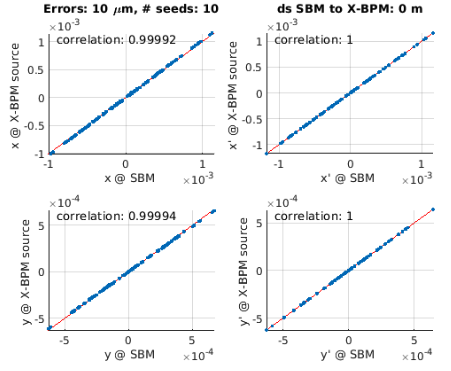 Errors: 10 μm, # seeds: 10
ds SBM to X-BPM: 0 m
×10⁻³
correlation: 0.99992
1
0.5
0
-0.5
-1
x @ X-BPM source
-1
0
1
x @ SBM
×10⁻³
×10⁻³
correlation: 1
1
0.5
0
-0.5
-1
x' @ X-BPM source
-1
0
1
x' @ SBM
×10⁻³
×10⁻⁴
correlation: 0.99994
5
0
-5
y @ X-BPM source
-5
0
5
y @ SBM
×10⁻⁴
×10⁻⁴
correlation: 1
5
0
-5
y' @ X-BPM source
-5
0
5
y' @ SBM
×10⁻⁴